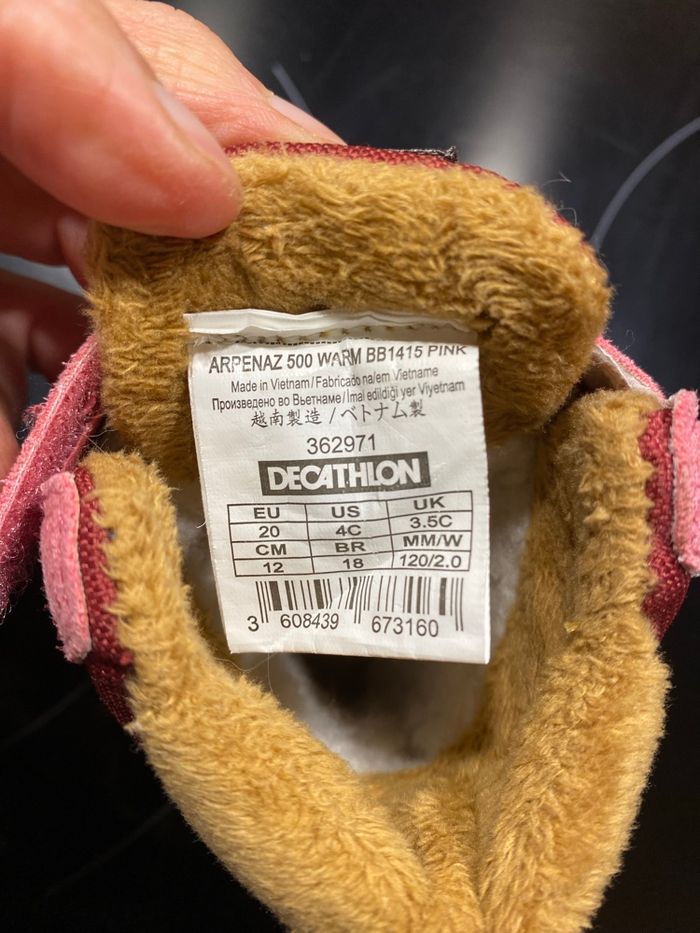 ARPENAZ 500 WARM BB1415 PINK
Made in Vietnam/Fabricado na/em Vietname
Произведено во Вьетнаме/İmal edildiği yer Viyetnam
越南製造/ベトナム製
362971
DECATHLON
EU US UK
20 4C 3.5C
CM BR MM/W
12 18 120/2.0
3 608439 673160